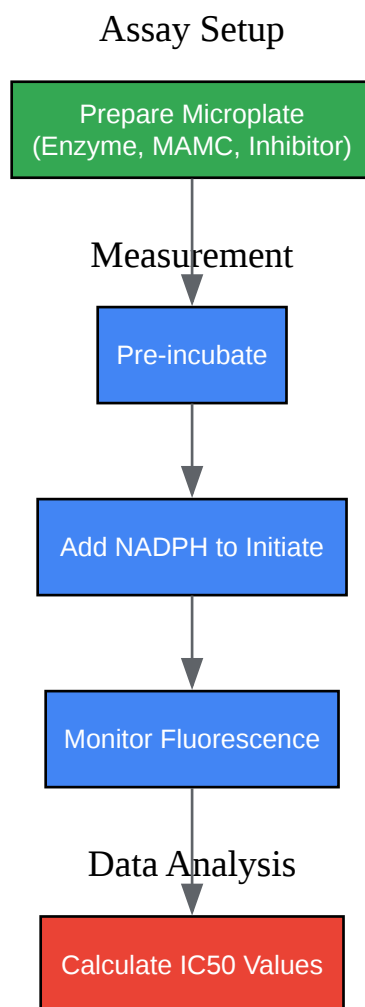 Assay Setup
Prepare Microplate
(Enzyme, MAMC, Inhibitor)
Measurement
Pre-incubate
Add NADPH to Initiate
Monitor Fluorescence
Data Analysis
Calculate IC50 Values